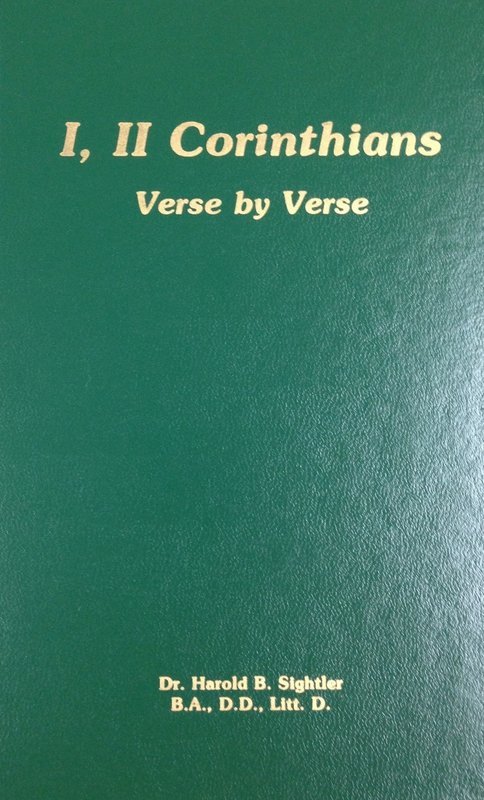 I, II Corinthians
Verse by Verse
Dr. Harold B. Sightler
B.A., D.D., Litt. D.